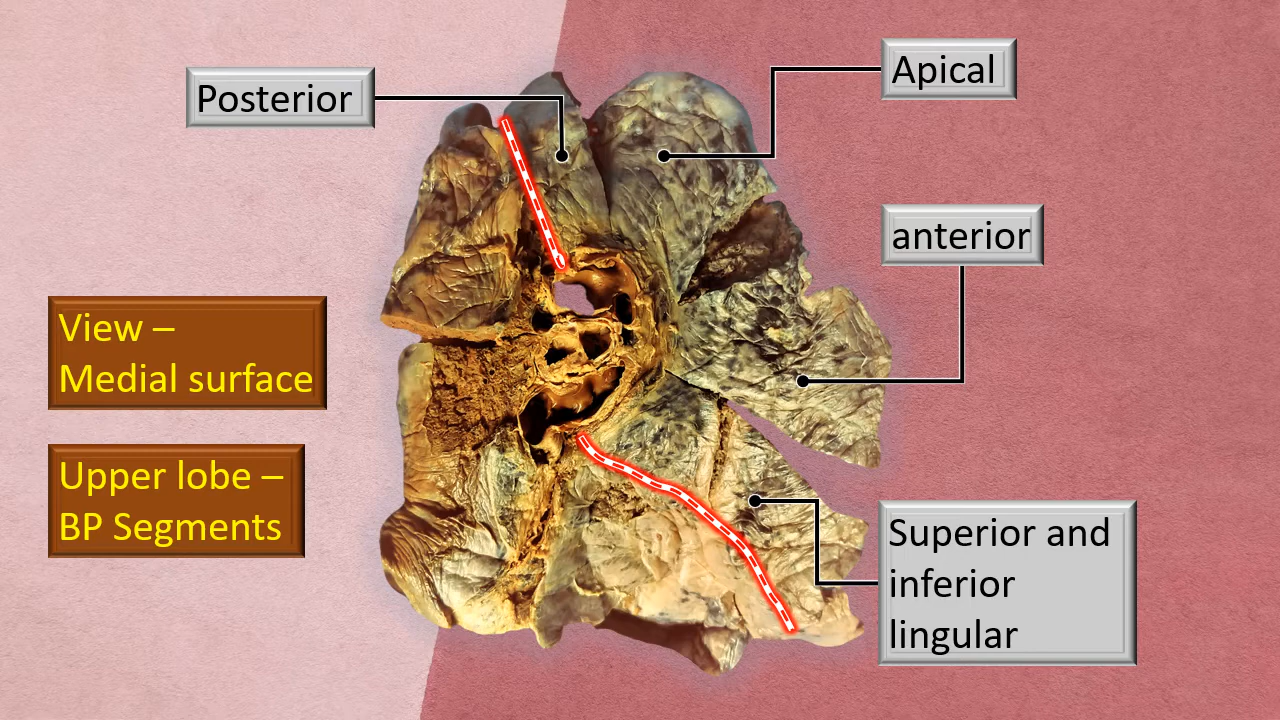 Posterior
Apical
anterior
View –
Medial surface
Upper lobe –
BP Segments
Superior and
inferior
lingular